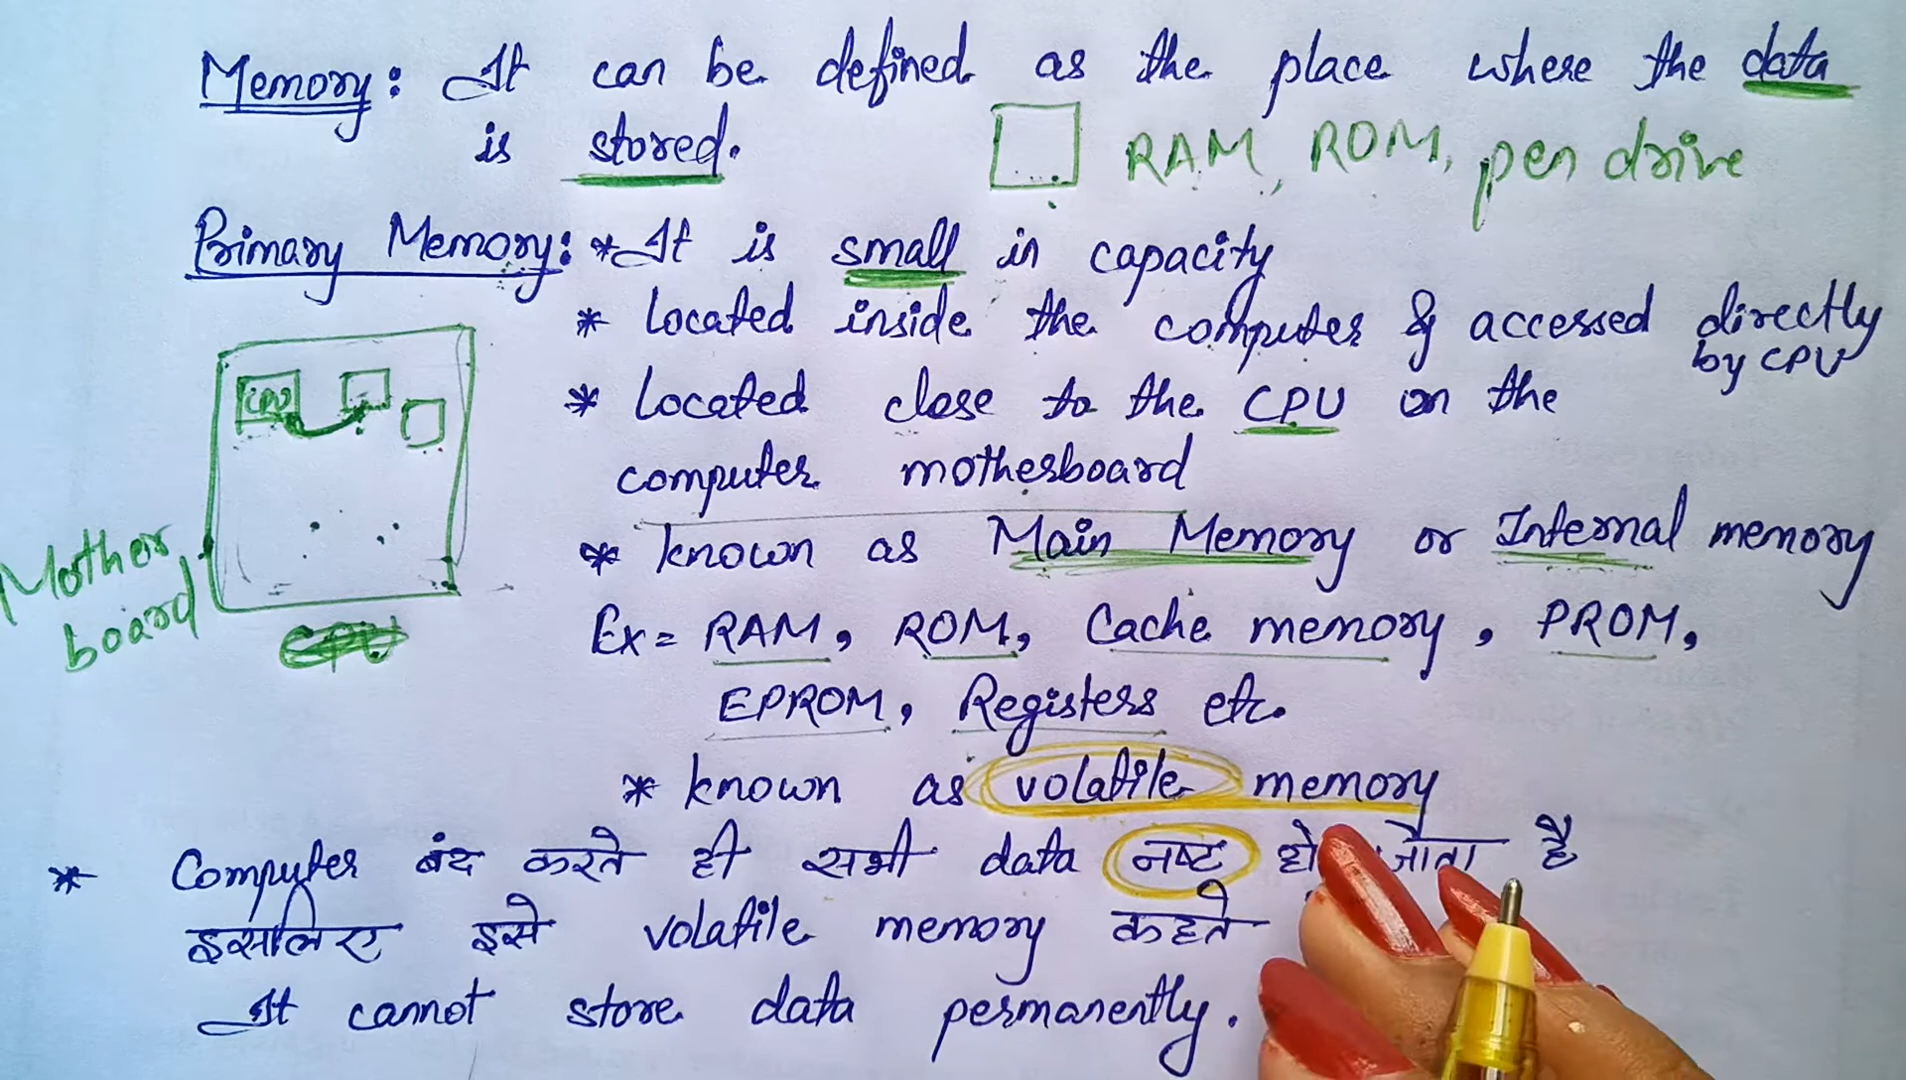 Memory: It can be defined as the place where the data
is stored.
RAM, ROM, pen drive
Primary Memory: * It is small in capacity
* Located inside the computer & accessed directly
by CPU
* Located close to the CPU on the
computer motherboard
* known as Main Memory or Internal memory
Ex = RAM, ROM, Cache memory, PROM,
EPROM, Registers etc.
* known as volatile memory
* Computer बंद करते ही सभी data नष्ट हो जाता है
इसलिए इसे volatile memory कहते
It cannot store data permanently.
CPU
Mother
board
CPU